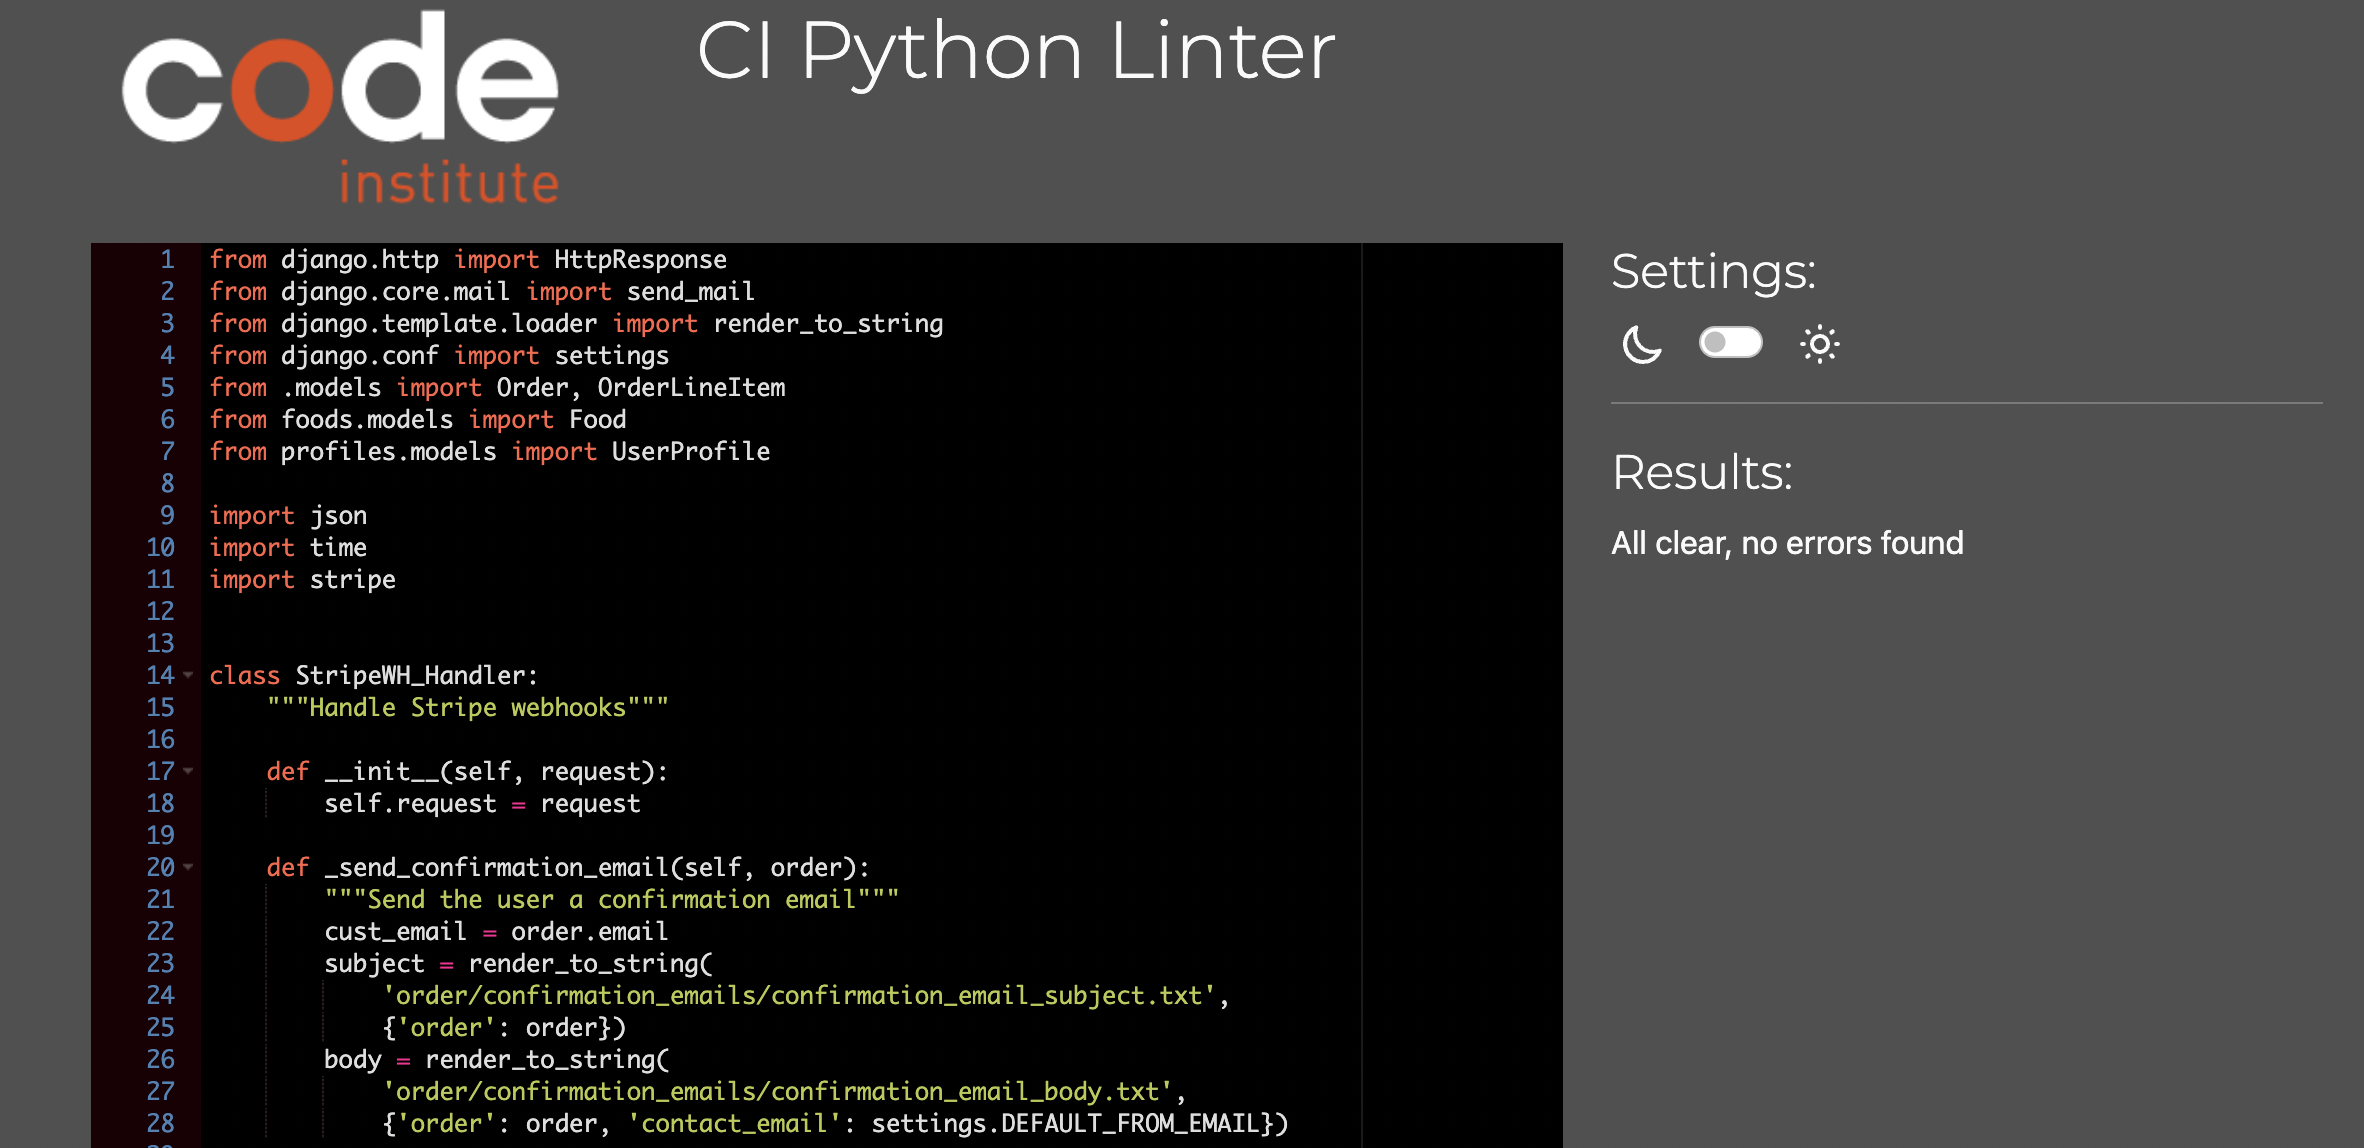 code
institute
CI Python Linter
1 from django.http import HttpResponse
2 from django.core.mail import send_mail
3 from django.template.loader import render_to_string
4 from django.conf import settings
5 from .models import Order, OrderLineItem
6 from foods.models import Food
7 from profiles.models import UserProfile
8
9 import json
10 import time
11 import stripe
12
13
14 class StripeWH_Handler:
15     """Handle Stripe webhooks"""
16
17     def __init__(self, request):
18         self.request = request
19
20     def _send_confirmation_email(self, order):
21         """Send the user a confirmation email"""
22         cust_email = order.email
23         subject = render_to_string(
24             'order/confirmation_emails/confirmation_email_subject.txt',
25             {'order': order})
26         body = render_to_string(
27             'order/confirmation_emails/confirmation_email_body.txt',
28             {'order': order, 'contact_email': settings.DEFAULT_FROM_EMAIL})
Settings:
Results:
All clear, no errors found